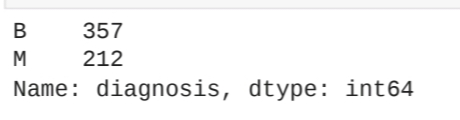 B    357
M    212
Name: diagnosis, dtype: int64